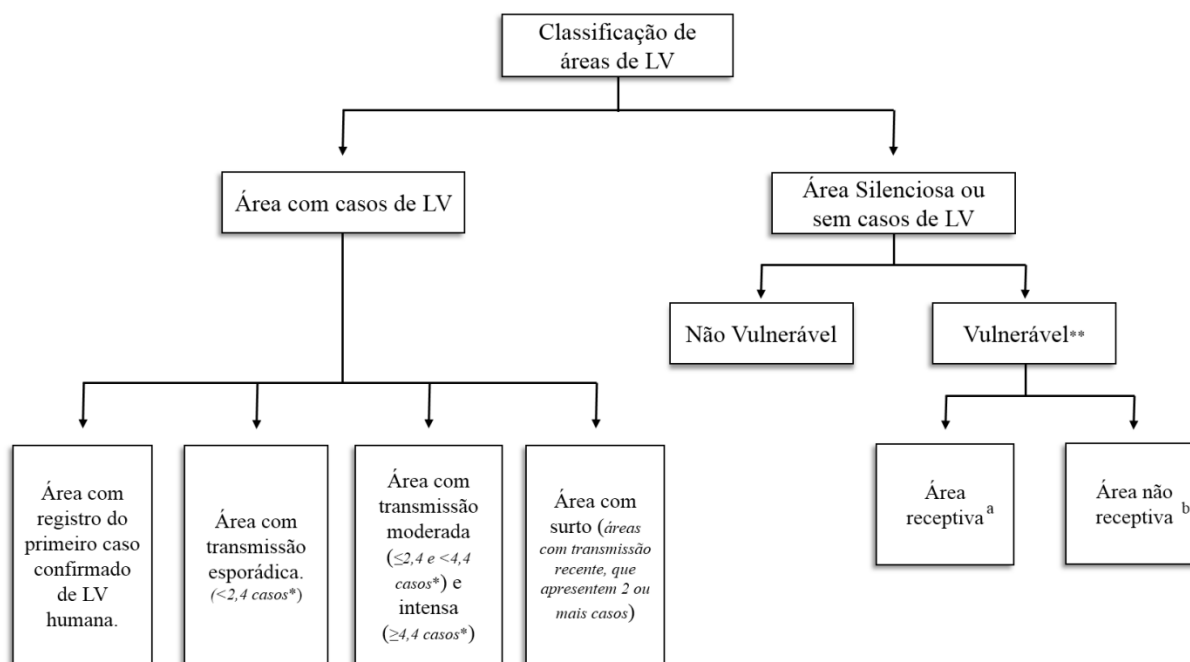 Classificação de
áreas de LV
Área com casos de LV
Área Silenciosa ou
sem casos de LV
Não Vulnerável
Vulnerável**
Área com
registro do
primeiro caso
confirmado
de LV
humana.
Área com
transmissão
esporádica.
(<2,4 casos*)
Área com
transmissão
moderada
(≤2,4 e <4,4
casos*) e
intensa
(≥4,4 casos*)
Área com
surto (áreas
com transmissão
recente, que
apresentem 2 ou
mais casos)
Área
receptiva a
Área não
receptiva b